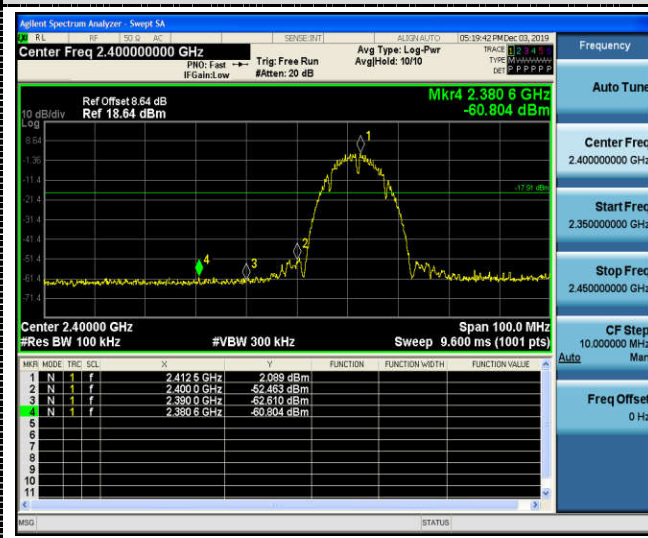 Agilent Spectrum Analyzer - Swept SA
RL RF 50 Ω AC SENSE:INT ALIGN AUTO 05:19:42 PM Dec 03, 2019
Center Freq 2.400000000 GHz
PNO: Fast
IFGain:Low
Trig: Free Run
#Atten: 20 dB
Avg Type: Log-Pwr
Avg|Hold: 10/10
TRACE 1 2 3 4 5 6
TYPE M
DET P P P P P P
Frequency
Auto Tune
Center Freq
2.400000000 GHz
Start Freq
2.350000000 GHz
Stop Freq
2.450000000 GHz
CF Step
10.000000 MHz
Auto Man
Freq Offset
0 Hz
Mkr4 2.380 6 GHz
-60.804 dBm
Ref Offset 8.64 dB
10 dB/div Ref 18.64 dBm
Log
8.64
-1.36
-11.4
-21.4
-31.4
-41.4
-51.4
-61.4
-71.4
1
-17.91 dBm
2
3
4
Center 2.40000 GHz Span 100.0 MHz
#Res BW 100 kHz #VBW 300 kHz Sweep 9.600 ms (1001 pts)
MKR MODE TRC SCL X Y FUNCTION FUNCTION WIDTH FUNCTION VALUE
1 N 1 f 2.412 5 GHz 2.089 dBm
2 N 1 f 2.400 0 GHz -52.463 dBm
3 N 1 f 2.390 0 GHz -62.610 dBm
4 N 1 f 2.380 6 GHz -60.804 dBm
5
6
7
8
9
10
11
MSG STATUS